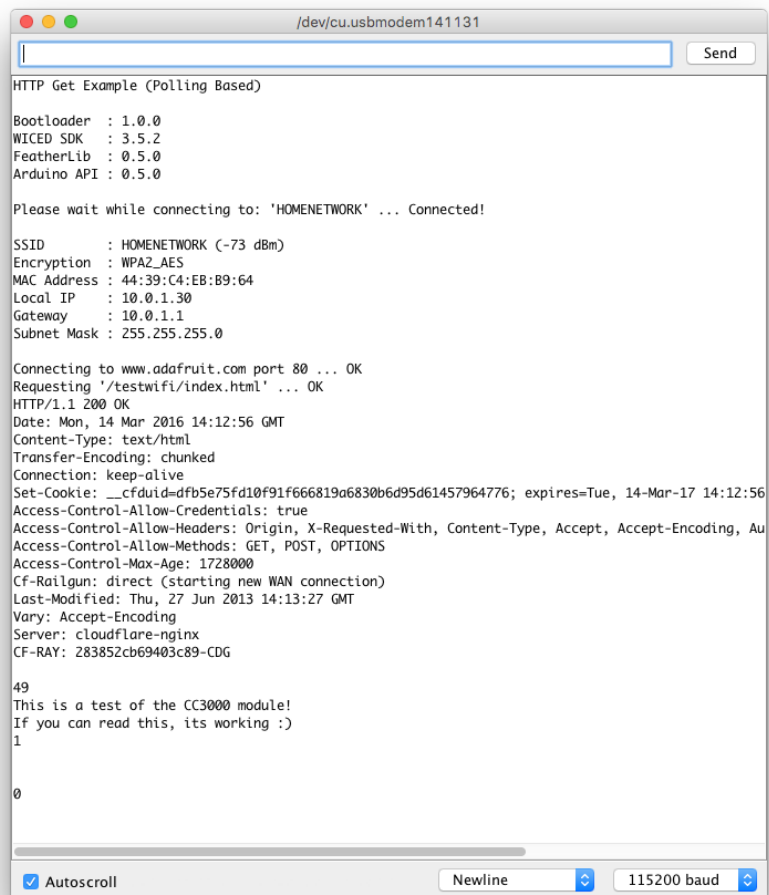 /dev/cu.usbmodem141131
Send
HTTP Get Example (Polling Based)
Bootloader  : 1.0.0
WICED SDK   : 3.5.2
FeatherLib  : 0.5.0
Arduino API : 0.5.0
Please wait while connecting to: 'HOMENETWORK' ... Connected!
SSID        : HOMENETWORK (-73 dBm)
Encryption  : WPA2_AES
MAC Address : 44:39:C4:EB:B9:64
Local IP    : 10.0.1.30
Gateway     : 10.0.1.1
Subnet Mask : 255.255.255.0
Connecting to www.adafruit.com port 80 ... OK
Requesting '/testwifi/index.html' ... OK
HTTP/1.1 200 OK
Date: Mon, 14 Mar 2016 14:12:56 GMT
Content-Type: text/html
Transfer-Encoding: chunked
Connection: keep-alive
Set-Cookie: __cfduid=dfb5e75fd10f91f666819a6830b6d95d61457964776; expires=Tue, 14-Mar-17 14:12:56
Access-Control-Allow-Credentials: true
Access-Control-Allow-Headers: Origin, X-Requested-With, Content-Type, Accept, Accept-Encoding, Au
Access-Control-Allow-Methods: GET, POST, OPTIONS
Access-Control-Max-Age: 1728000
Cf-Railgun: direct (starting new WAN connection)
Last-Modified: Thu, 27 Jun 2013 14:13:27 GMT
Vary: Accept-Encoding
Server: cloudflare-nginx
CF-RAY: 283852cb69403c89-CDG
49
This is a test of the CC3000 module!
If you can read this, its working :)
1
0
Autoscroll
Newline
115200 baud